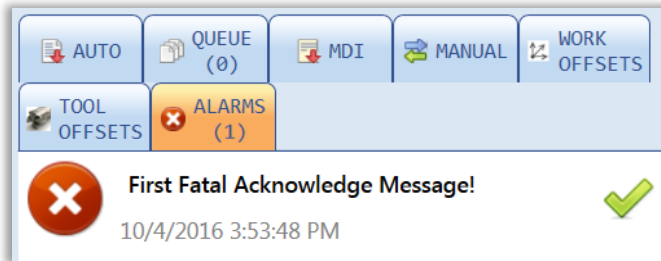 AUTO
QUEUE
(0)
MDI
MANUAL
WORK
OFFSETS
TOOL
OFFSETS
ALARMS
(1)
First Fatal Acknowledge Message!
10/4/2016 3:53:48 PM